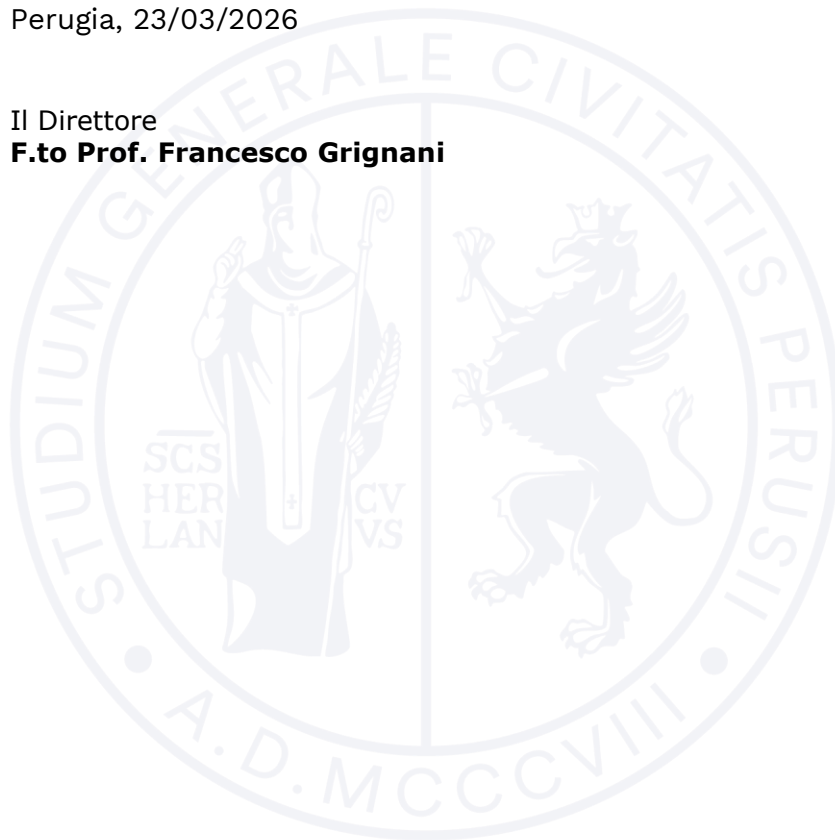 Perugia, 23/03/2026
Il Direttore
F.to Prof. Francesco Grignani
STUDIUM GENERALE CIVITATIS PERUSII
SCS
HER
LAN
CV
VS
A.D. MCCCVIII